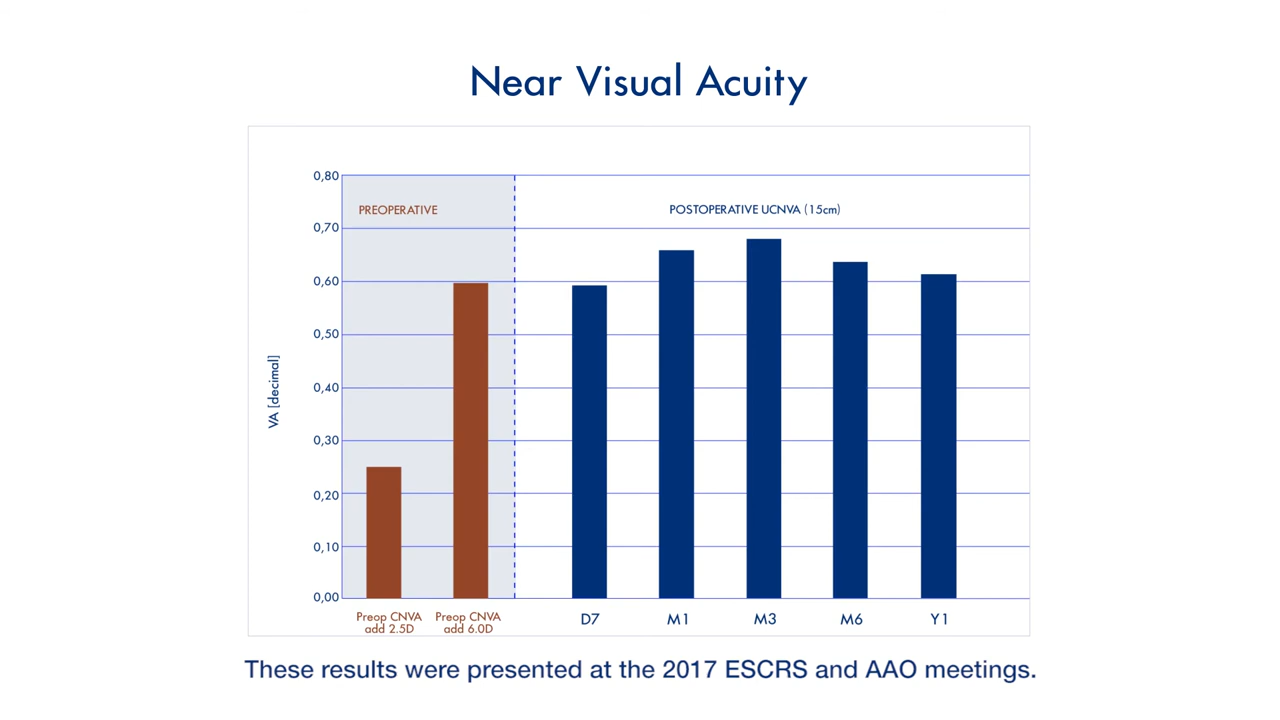 Near Visual Acuity
PREOPERATIVE
POSTOPERATIVE UCNVA (15cm)
VA [decimal]
0,80
0,70
0,60
0,50
0,40
0,30
0,20
0,10
0,00
Preop CNVA
add 2.5D
Preop CNVA
add 6.0D
D7
M1
M3
M6
Y1
These results were presented at the 2017 ESCRS and AAO meetings.